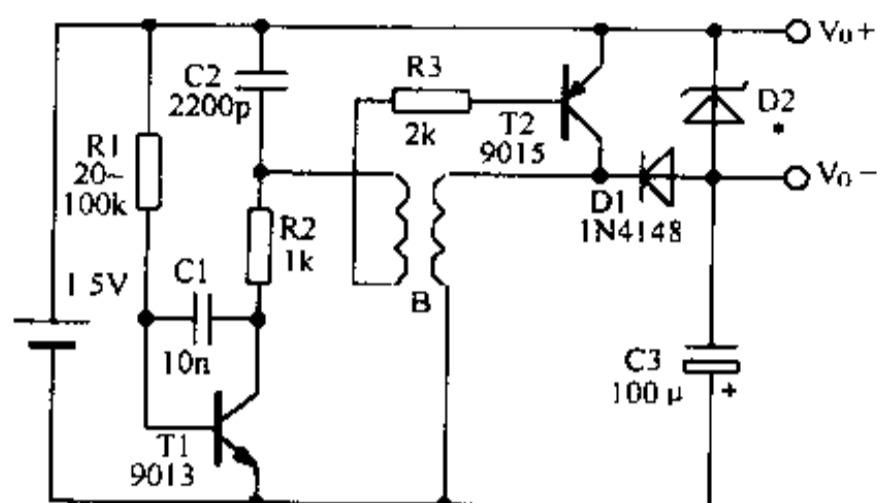 V₀+
C2
2200p
R3
2k
T2
9015
D2
*
R1
20~
100k
V₀−
D1
1N4148
R2
1k
C1
1 5V
10n
B
C3
100 μ
+
T1
9013